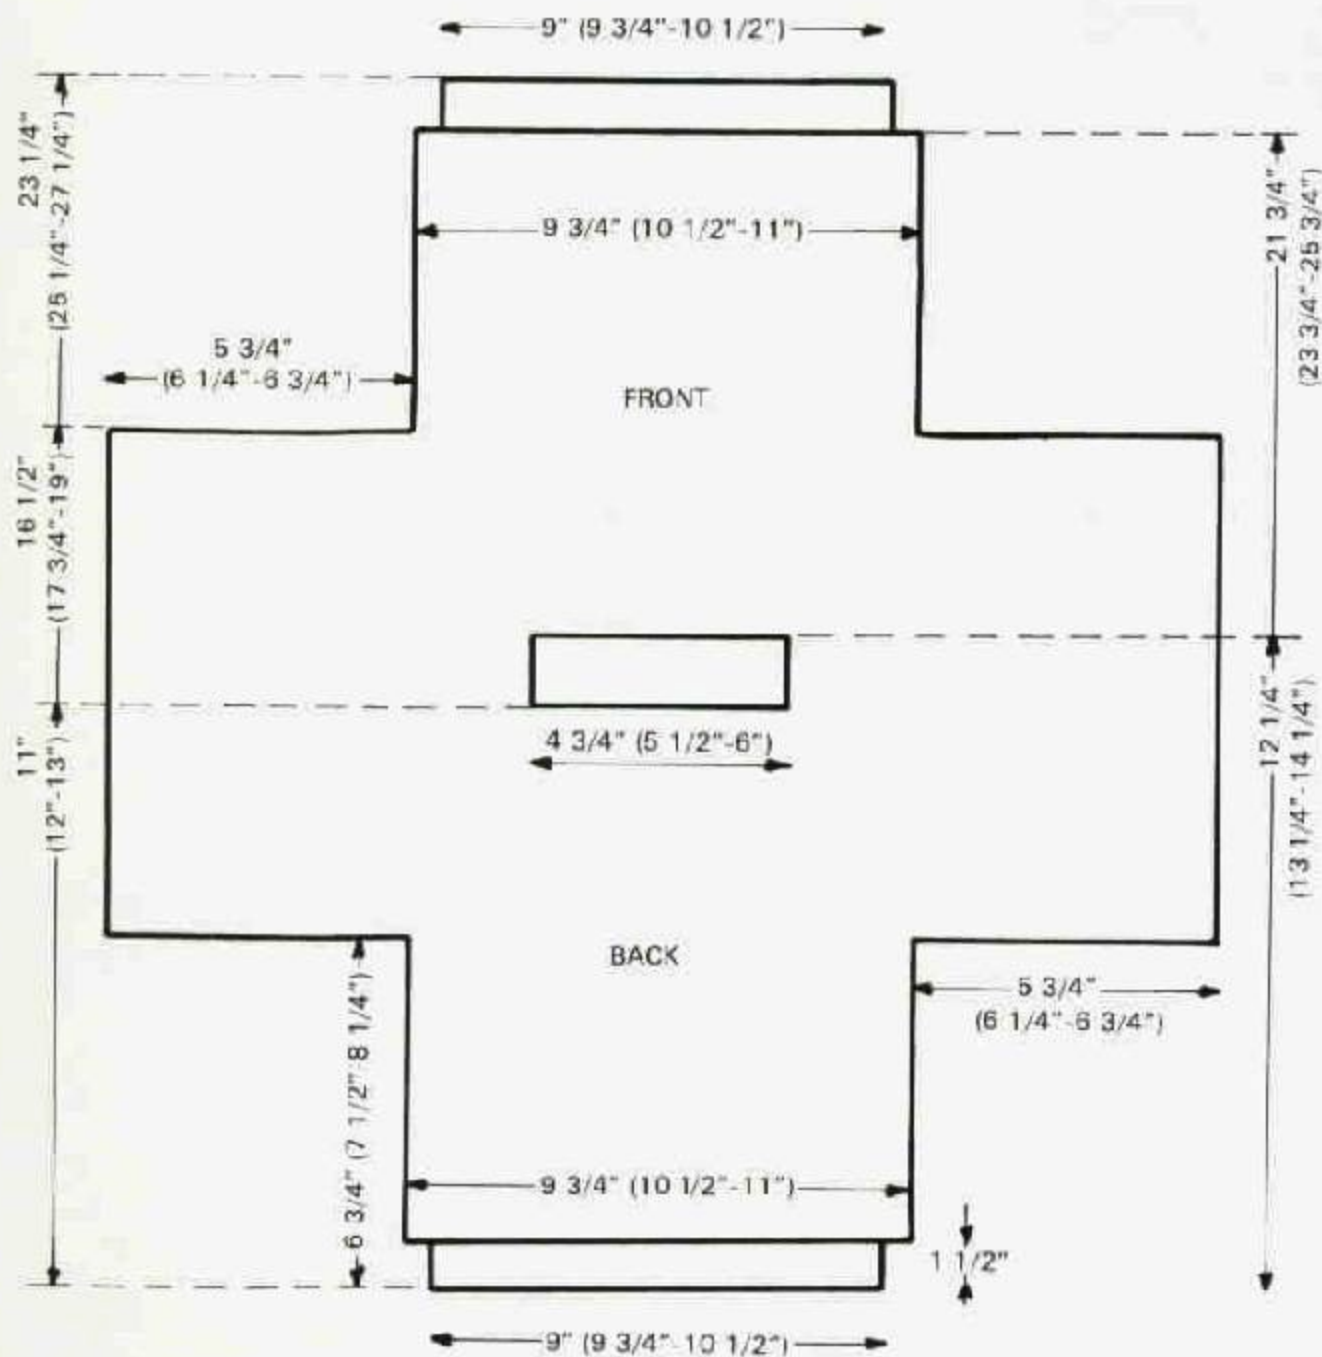 9" (9 3/4"-10 1/2")
23 1/4"
(25 1/4"-27 1/4")
21 3/4"
(23 3/4"-25 3/4")
9 3/4" (10 1/2"-11")
5 3/4"
(6 1/4"-6 3/4")
FRONT
16 1/2"
(17 3/4"-19")
4 3/4" (5 1/2"-6")
11"
(12"-13")
12 1/4"
(13 1/4"-14 1/4")
BACK
5 3/4"
(6 1/4"-6 3/4")
6 3/4" (7 1/2"-8 1/4")
9 3/4" (10 1/2"-11")
1 1/2"
9" (9 3/4"-10 1/2")